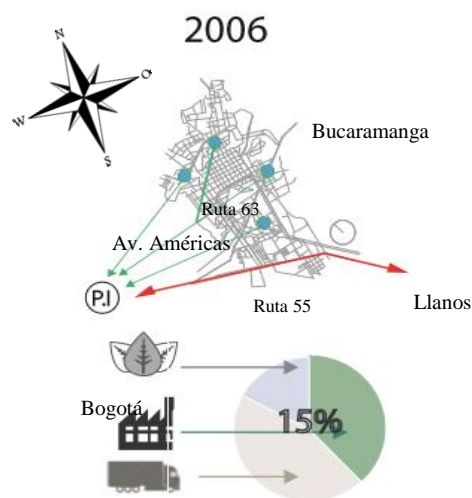 2006
N
O
W
S
Bucaramanga
Ruta 63
Av. Américas
P.I
Ruta 55
Llanos
Bogotá
15%